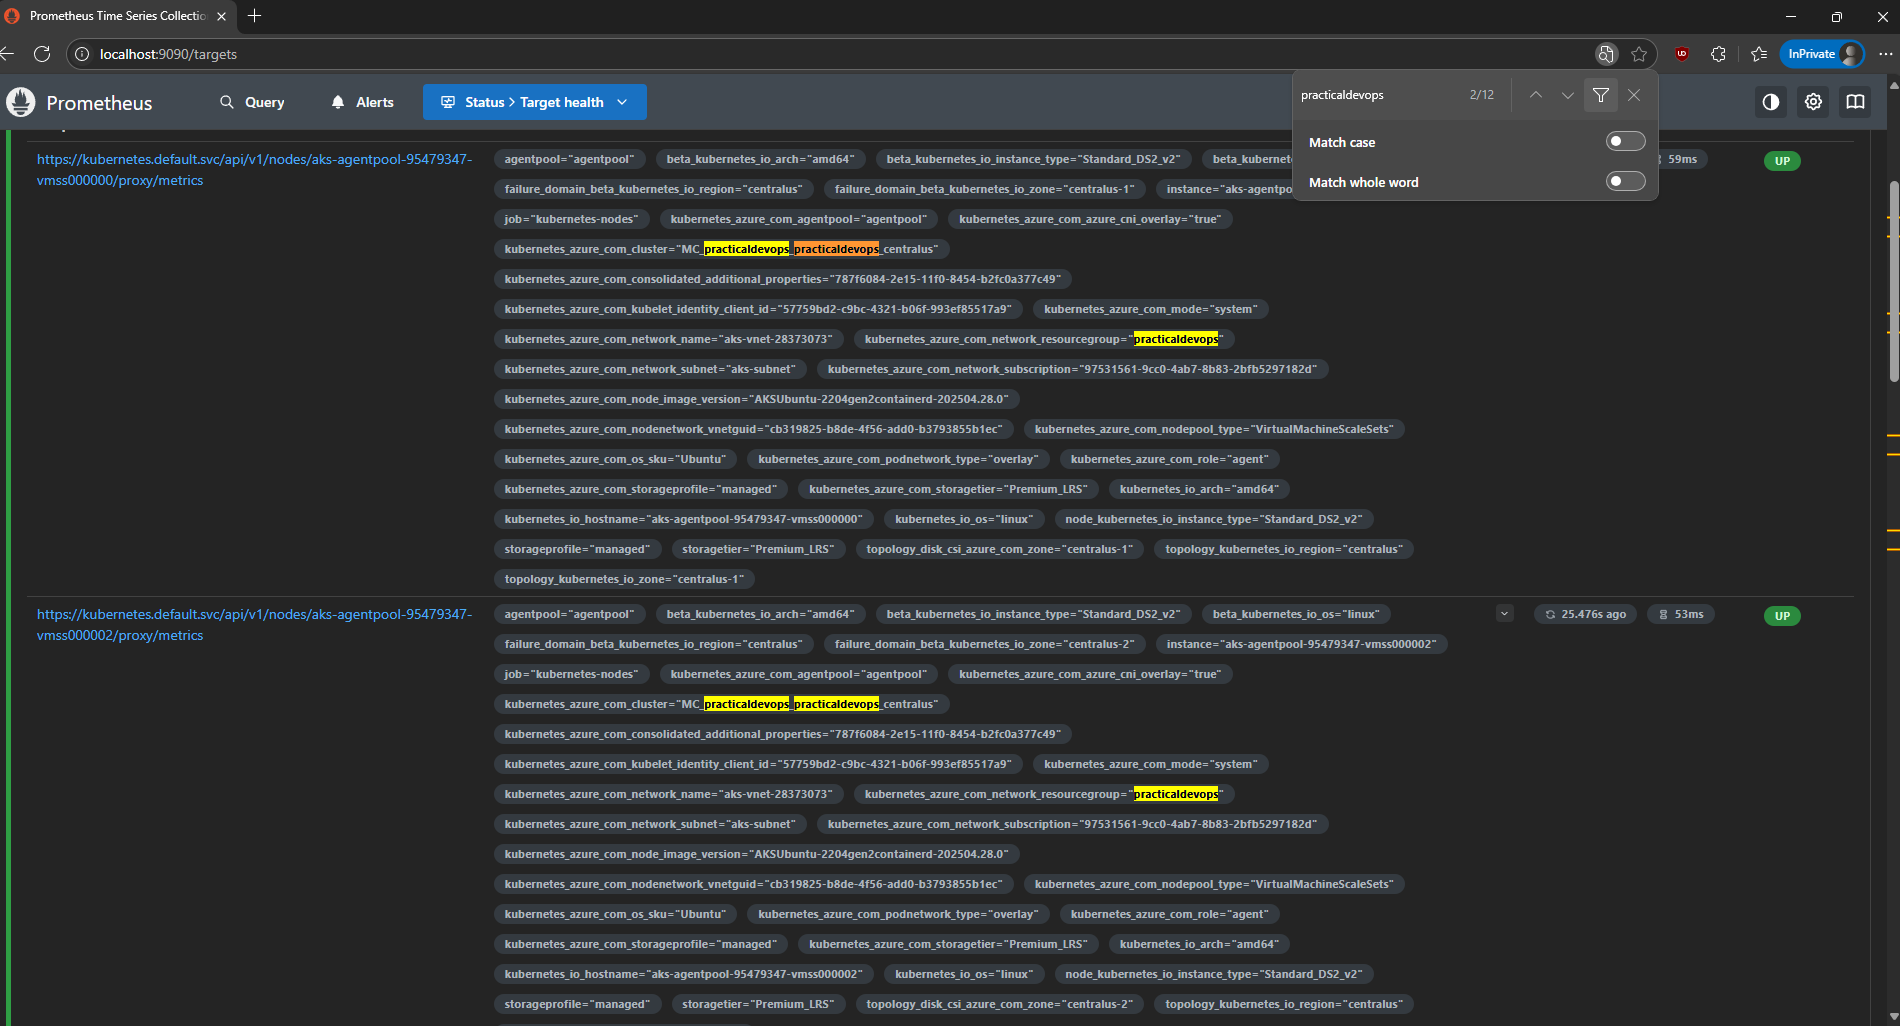 Prometheus Time Series Collectio
localhost:9090/targets
InPrivate
Prometheus
Query
Alerts
Status > Target health
practicaldevops
2/12
Match case
Match whole word
https://kubernetes.default.svc/api/v1/nodes/aks-agentpool-95479347-
vmss000000/proxy/metrics
agentpool="agentpool" beta_kubernetes_io_arch="amd64" beta_kubernetes_io_instance_type="Standard_DS2_v2" beta_kubernet
59ms
UP
failure_domain_beta_kubernetes_io_region="centralus" failure_domain_beta_kubernetes_io_zone="centralus-1" instance="aks-agentpo
job="kubernetes-nodes" kubernetes_azure_com_agentpool="agentpool" kubernetes_azure_com_azure_cni_overlay="true"
kubernetes_azure_com_cluster="MC_practicaldevops_practicaldevops_centralus"
kubernetes_azure_com_consolidated_additional_properties="787f6084-2e15-11f0-8454-b2fc0a377c49"
kubernetes_azure_com_kubelet_identity_client_id="57759bd2-c9bc-4321-b06f-993ef85517a9" kubernetes_azure_com_mode="system"
kubernetes_azure_com_network_name="aks-vnet-28373073" kubernetes_azure_com_network_resourcegroup="practicaldevops"
kubernetes_azure_com_network_subnet="aks-subnet" kubernetes_azure_com_network_subscription="97531561-9cc0-4ab7-8b83-2bfb5297182d"
kubernetes_azure_com_node_image_version="AKSUbuntu-2204gen2containerd-202504.28.0"
kubernetes_azure_com_nodenetwork_vnetguid="cb319825-b8de-4f56-add0-b3793855b1ec" kubernetes_azure_com_nodepool_type="VirtualMachineScaleSets"
kubernetes_azure_com_os_sku="Ubuntu" kubernetes_azure_com_podnetwork_type="overlay" kubernetes_azure_com_role="agent"
kubernetes_azure_com_storageprofile="managed" kubernetes_azure_com_storagetier="Premium_LRS" kubernetes_io_arch="amd64"
kubernetes_io_hostname="aks-agentpool-95479347-vmss000000" kubernetes_io_os="linux" node_kubernetes_io_instance_type="Standard_DS2_v2"
storageprofile="managed" storagetier="Premium_LRS" topology_disk_csi_azure_com_zone="centralus-1" topology_kubernetes_io_region="centralus"
topology_kubernetes_io_zone="centralus-1"
https://kubernetes.default.svc/api/v1/nodes/aks-agentpool-95479347-
vmss000002/proxy/metrics
agentpool="agentpool" beta_kubernetes_io_arch="amd64" beta_kubernetes_io_instance_type="Standard_DS2_v2" beta_kubernetes_io_os="linux"
25.476s ago
53ms
UP
failure_domain_beta_kubernetes_io_region="centralus" failure_domain_beta_kubernetes_io_zone="centralus-2" instance="aks-agentpool-95479347-vmss000002"
job="kubernetes-nodes" kubernetes_azure_com_agentpool="agentpool" kubernetes_azure_com_azure_cni_overlay="true"
kubernetes_azure_com_cluster="MC_practicaldevops_practicaldevops_centralus"
kubernetes_azure_com_consolidated_additional_properties="787f6084-2e15-11f0-8454-b2fc0a377c49"
kubernetes_azure_com_kubelet_identity_client_id="57759bd2-c9bc-4321-b06f-993ef85517a9" kubernetes_azure_com_mode="system"
kubernetes_azure_com_network_name="aks-vnet-28373073" kubernetes_azure_com_network_resourcegroup="practicaldevops"
kubernetes_azure_com_network_subnet="aks-subnet" kubernetes_azure_com_network_subscription="97531561-9cc0-4ab7-8b83-2bfb5297182d"
kubernetes_azure_com_node_image_version="AKSUbuntu-2204gen2containerd-202504.28.0"
kubernetes_azure_com_nodenetwork_vnetguid="cb319825-b8de-4f56-add0-b3793855b1ec" kubernetes_azure_com_nodepool_type="VirtualMachineScaleSets"
kubernetes_azure_com_os_sku="Ubuntu" kubernetes_azure_com_podnetwork_type="overlay" kubernetes_azure_com_role="agent"
kubernetes_azure_com_storageprofile="managed" kubernetes_azure_com_storagetier="Premium_LRS" kubernetes_io_arch="amd64"
kubernetes_io_hostname="aks-agentpool-95479347-vmss000002" kubernetes_io_os="linux" node_kubernetes_io_instance_type="Standard_DS2_v2"
storageprofile="managed" storagetier="Premium_LRS" topology_disk_csi_azure_com_zone="centralus-2" topology_kubernetes_io_region="centralus"